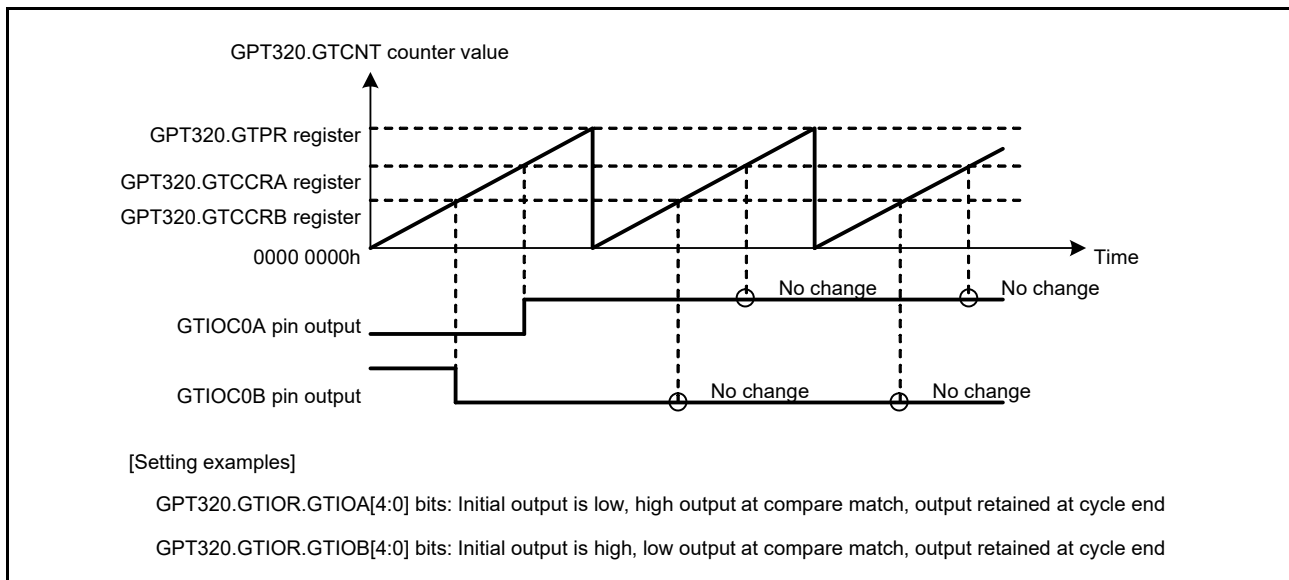 GPT320.GTCNT counter value
GPT320.GTPR register
GPT320.GTCCRA register
GPT320.GTCCRB register
0000 0000h
Time
No change
No change
GTIOC0A pin output
No change
No change
GTIOC0B pin output
[Setting examples]
GPT320.GTIOR.GTIOA[4:0] bits: Initial output is low, high output at compare match, output retained at cycle end
GPT320.GTIOR.GTIOB[4:0] bits: Initial output is high, low output at compare match, output retained at cycle end